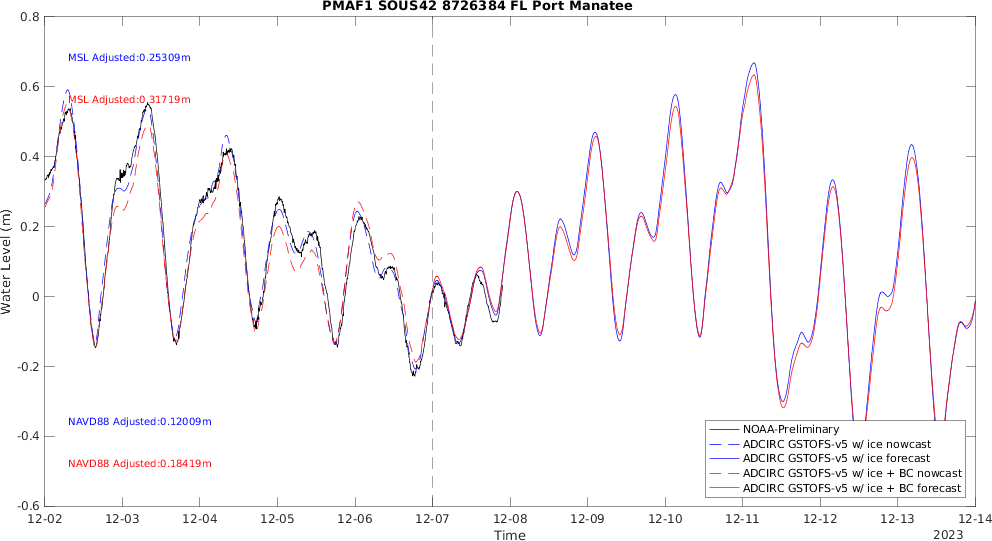 PMAF1 SOUS42 8726384 FL Port Manatee
0.8
0.6
0.4
0.2
0
-0.2
-0.4
-0.6
Water Level (m)
MSL Adjusted:0.25309m
MSL Adjusted:0.31719m
NAVD88 Adjusted:0.12009m
NAVD88 Adjusted:0.18419m
NOAA-Preliminary
ADCIRC GSTOFS-v5 w/ ice nowcast
ADCIRC GSTOFS-v5 w/ ice forecast
ADCIRC GSTOFS-v5 w/ ice + BC nowcast
ADCIRC GSTOFS-v5 w/ ice + BC forecast
12-02 12-03 12-04 12-05 12-06 12-07 12-08 12-09 12-10 12-11 12-12 12-13 12-14
Time
2023